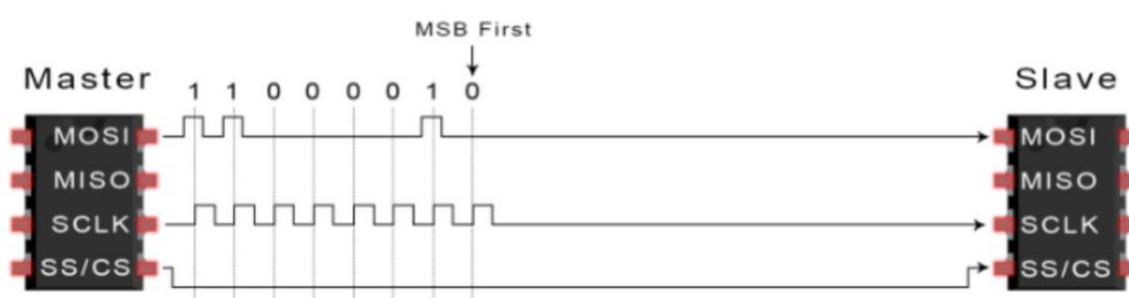 MSB First
Master
Slave
1 1 0 0 0 0 1 0
MOSI
MISO
SCLK
SS/CS
MOSI
MISO
SCLK
SS/CS